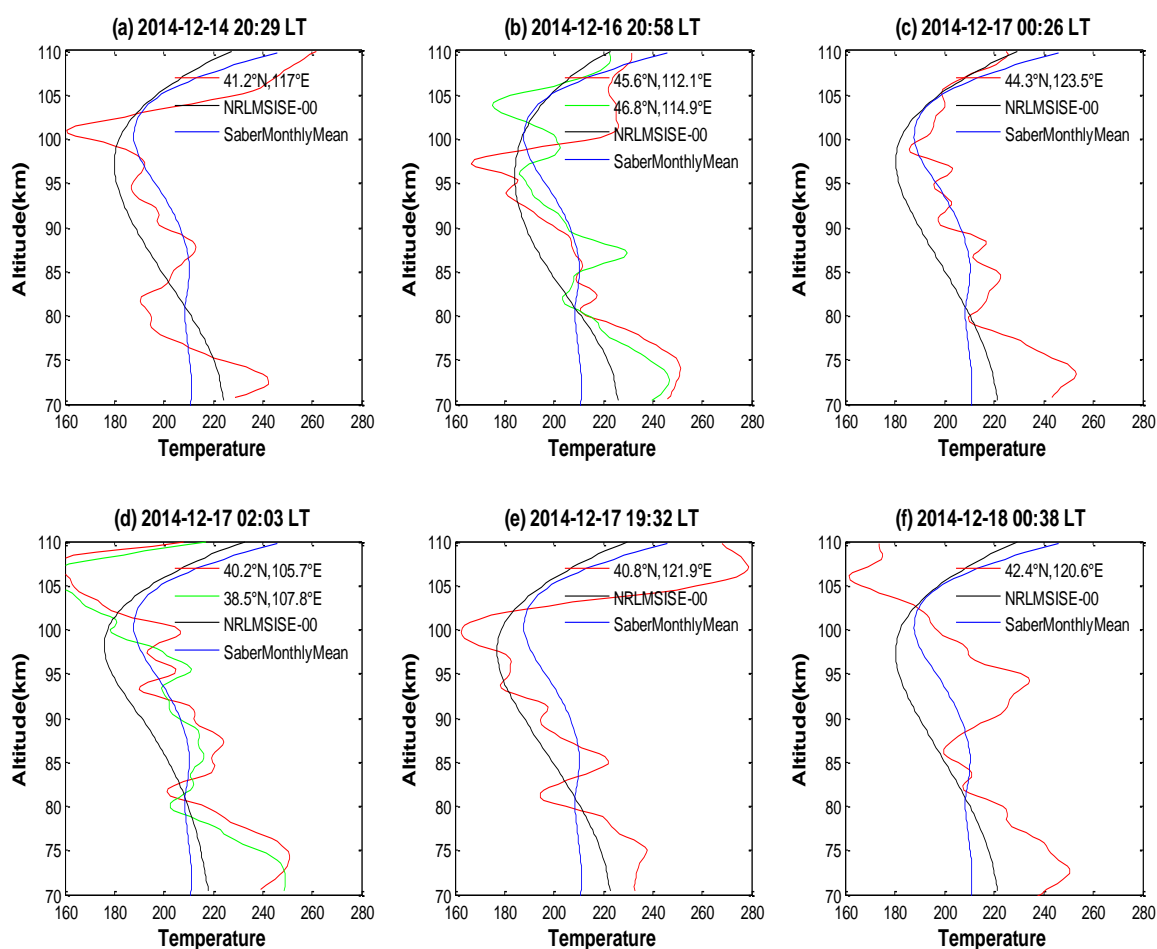 (a) 2014-12-14 20:29 LT
110
105
100
95
90
85
80
75
70
160 180 200 220 240 260 280
Altitude(km)
Temperature
41.2°N,117°E
NRLMSISE-00
SaberMonthlyMean
(b) 2014-12-16 20:58 LT
110
105
100
95
90
85
80
75
70
160 180 200 220 240 260 280
Altitude(km)
Temperature
45.6°N,112.1°E
46.8°N,114.9°E
NRLMSISE-00
SaberMonthlyMean
(c) 2014-12-17 00:26 LT
110
105
100
95
90
85
80
75
70
160 180 200 220 240 260 280
Altitude(km)
Temperature
44.3°N,123.5°E
NRLMSISE-00
SaberMonthlyMean
(d) 2014-12-17 02:03 LT
110
105
100
95
90
85
80
75
70
160 180 200 220 240 260 280
Altitude(km)
Temperature
40.2°N,105.7°E
38.5°N,107.8°E
NRLMSISE-00
SaberMonthlyMean
(e) 2014-12-17 19:32 LT
110
105
100
95
90
85
80
75
70
160 180 200 220 240 260 280
Altitude(km)
Temperature
40.8°N,121.9°E
NRLMSISE-00
SaberMonthlyMean
(f) 2014-12-18 00:38 LT
110
105
100
95
90
85
80
75
70
160 180 200 220 240 260 280
Altitude(km)
Temperature
42.4°N,120.6°E
NRLMSISE-00
SaberMonthlyMean